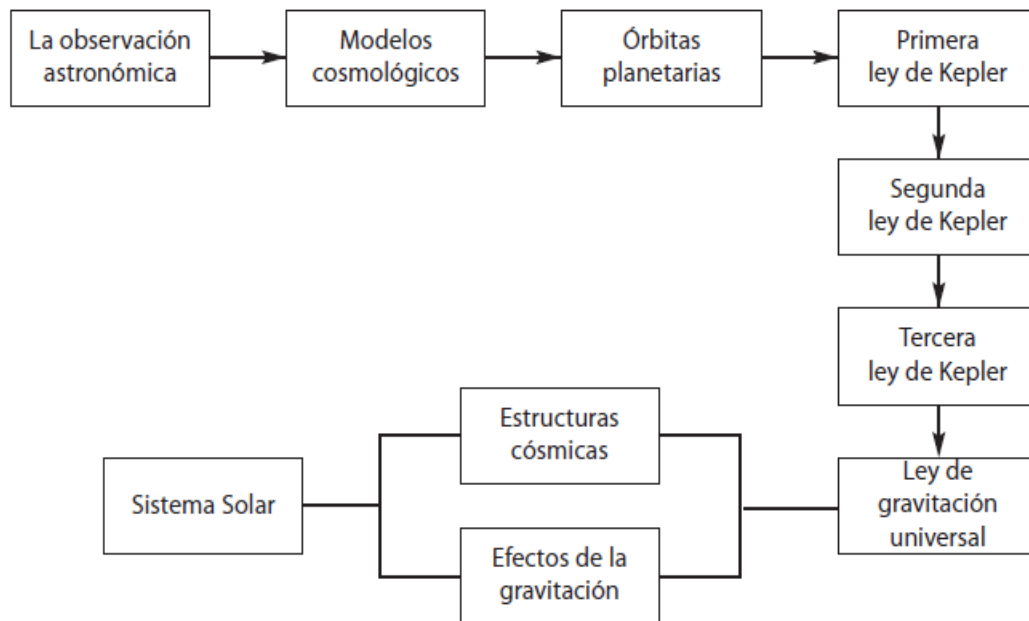 La observación
astronómica
Modelos
cosmológicos
Órbitas
planetarias
Primera
ley de Kepler
Segunda
ley de Kepler
Tercera
ley de Kepler
Ley de
gravitación
universal
Estructuras
cósmicas
Efectos de la
gravitación
Sistema Solar